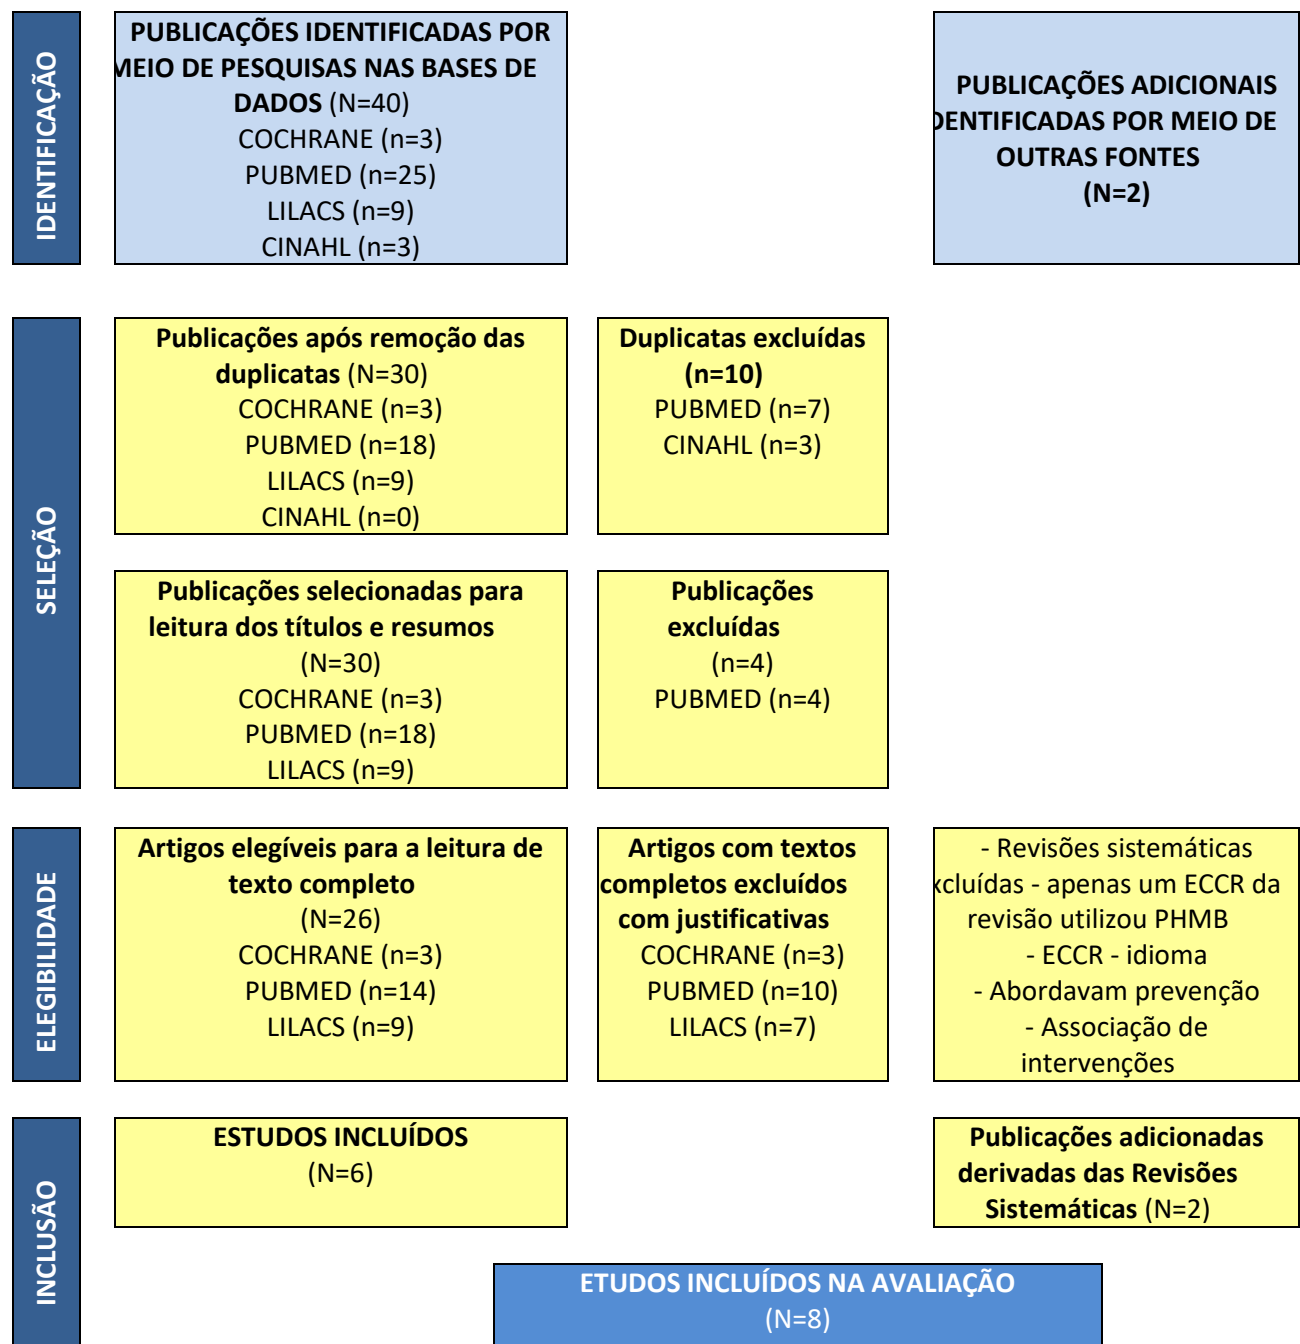 IDENTIFICAÇÃO
PUBLICAÇÕES IDENTIFICADAS POR
MEIO DE PESQUISAS NAS BASES DE
DADOS (N=40)
COCHRANE (n=3)
PUBMED (n=25)
LILACS (n=9)
CINAHL (n=3)
PUBLICAÇÕES ADICIONAIS
DENTIFICADAS POR MEIO DE
OUTRAS FONTES
(N=2)
SELEÇÃO
Publicações após remoção das
duplicatas (N=30)
COCHRANE (n=3)
PUBMED (n=18)
LILACS (n=9)
CINAHL (n=0)
Duplicatas excluídas
(n=10)
PUBMED (n=7)
CINAHL (n=3)
Publicações selecionadas para
leitura dos títulos e resumos
(N=30)
COCHRANE (n=3)
PUBMED (n=18)
LILACS (n=9)
Publicações
excluídas
(n=4)
PUBMED (n=4)
ELEGIBILIDADE
Artigos elegíveis para a leitura de
texto completo
(N=26)
COCHRANE (n=3)
PUBMED (n=14)
LILACS (n=9)
Artigos com textos
completos excluídos
com justificativas
COCHRANE (n=3)
PUBMED (n=10)
LILACS (n=7)
- Revisões sistemáticas
xcluídas - apenas um ECCR da
revisão utilizou PHMB
- ECCR - idioma
- Abordavam prevenção
- Associação de
intervenções
INCLUSÃO
ESTUDOS INCLUÍDOS
(N=6)
Publicações adicionadas
derivadas das Revisões
Sistemáticas (N=2)
ETUDOS INCLUÍDOS NA AVALIAÇÃO
(N=8)